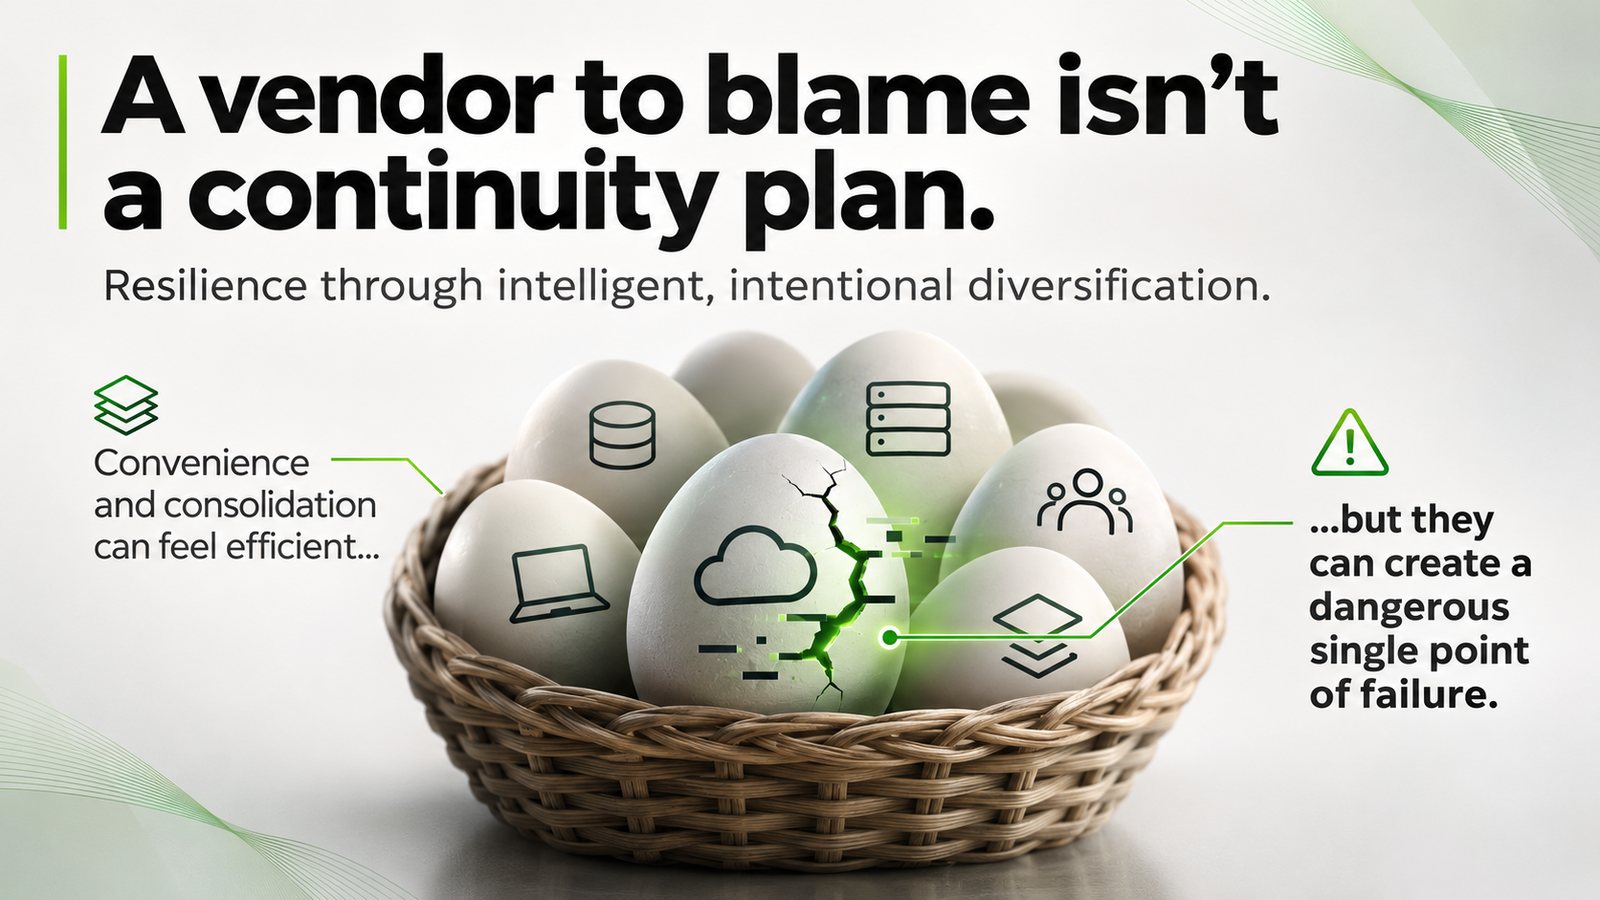 A vendor to blame isn’t
a continuity plan.
Resilience through intelligent, intentional diversification.
Convenience
and consolidation
can feel efficient...
...but they
can create a
dangerous
single point
of failure.